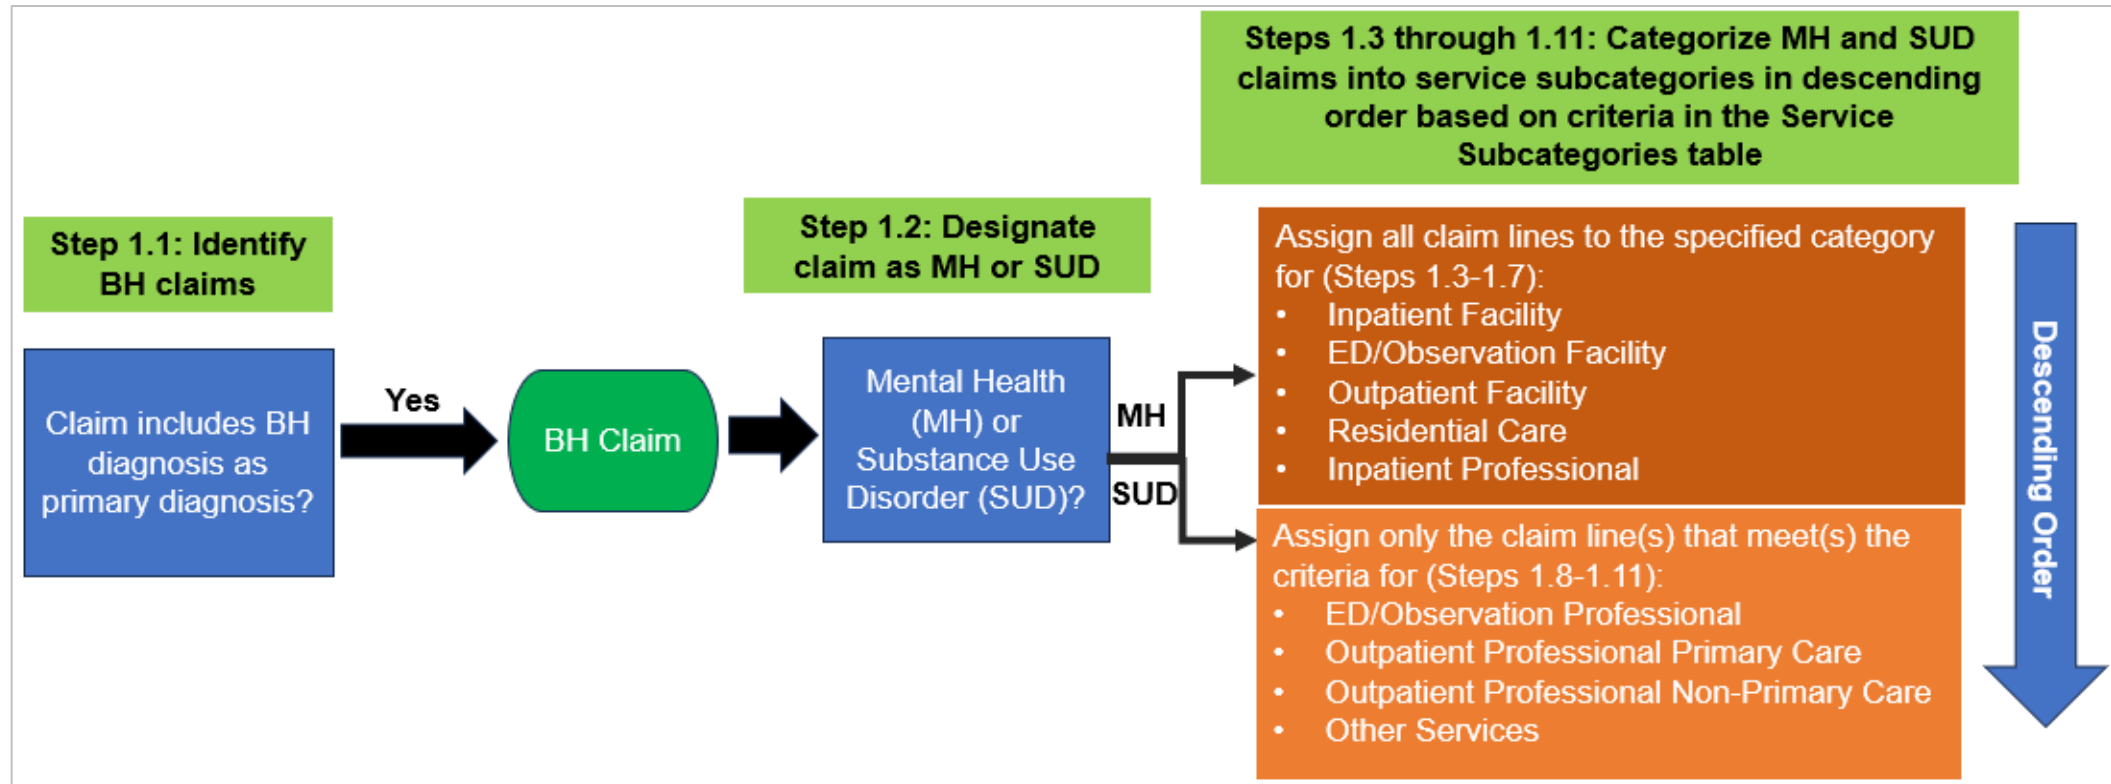 Steps 1.3 through 1.11: Categorize MH and SUD
claims into service subcategories in descending
order based on criteria in the Service
Subcategories table
Step 1.1: Identify
BH claims
Step 1.2: Designate
claim as MH or SUD
Claim includes BH
diagnosis as
primary diagnosis?
Yes
BH Claim
Mental Health
(MH) or
Substance Use
Disorder (SUD)?
MH
SUD
Assign all claim lines to the specified category
for (Steps 1.3-1.7):
• Inpatient Facility
• ED/Observation Facility
• Outpatient Facility
• Residential Care
• Inpatient Professional
Assign only the claim line(s) that meet(s) the
criteria for (Steps 1.8-1.11):
• ED/Observation Professional
• Outpatient Professional Primary Care
• Outpatient Professional Non-Primary Care
• Other Services
Descending Order